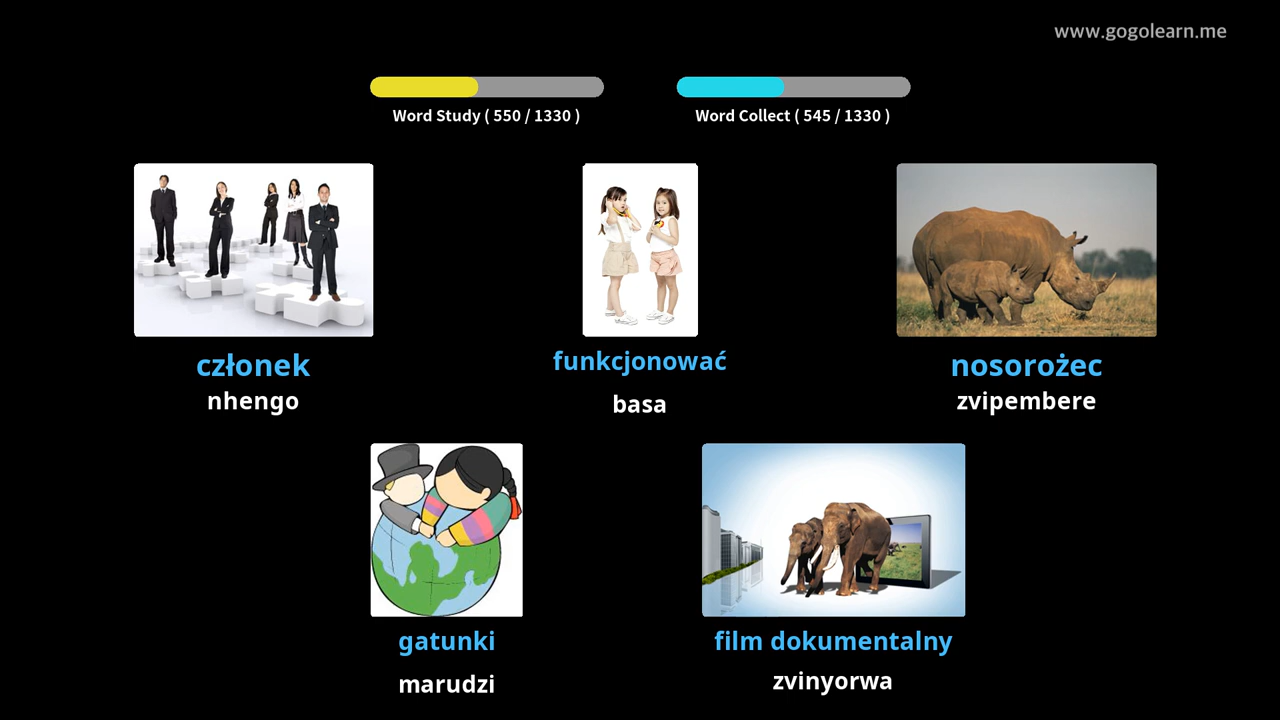 www.gogolearn.me
Word Study ( 550 / 1330 )
Word Collect ( 545 / 1330 )
członek
nhengo
funkcjonować
basa
nosorożec
zvipembere
gatunki
marudzi
film dokumentalny
zvinyorwa